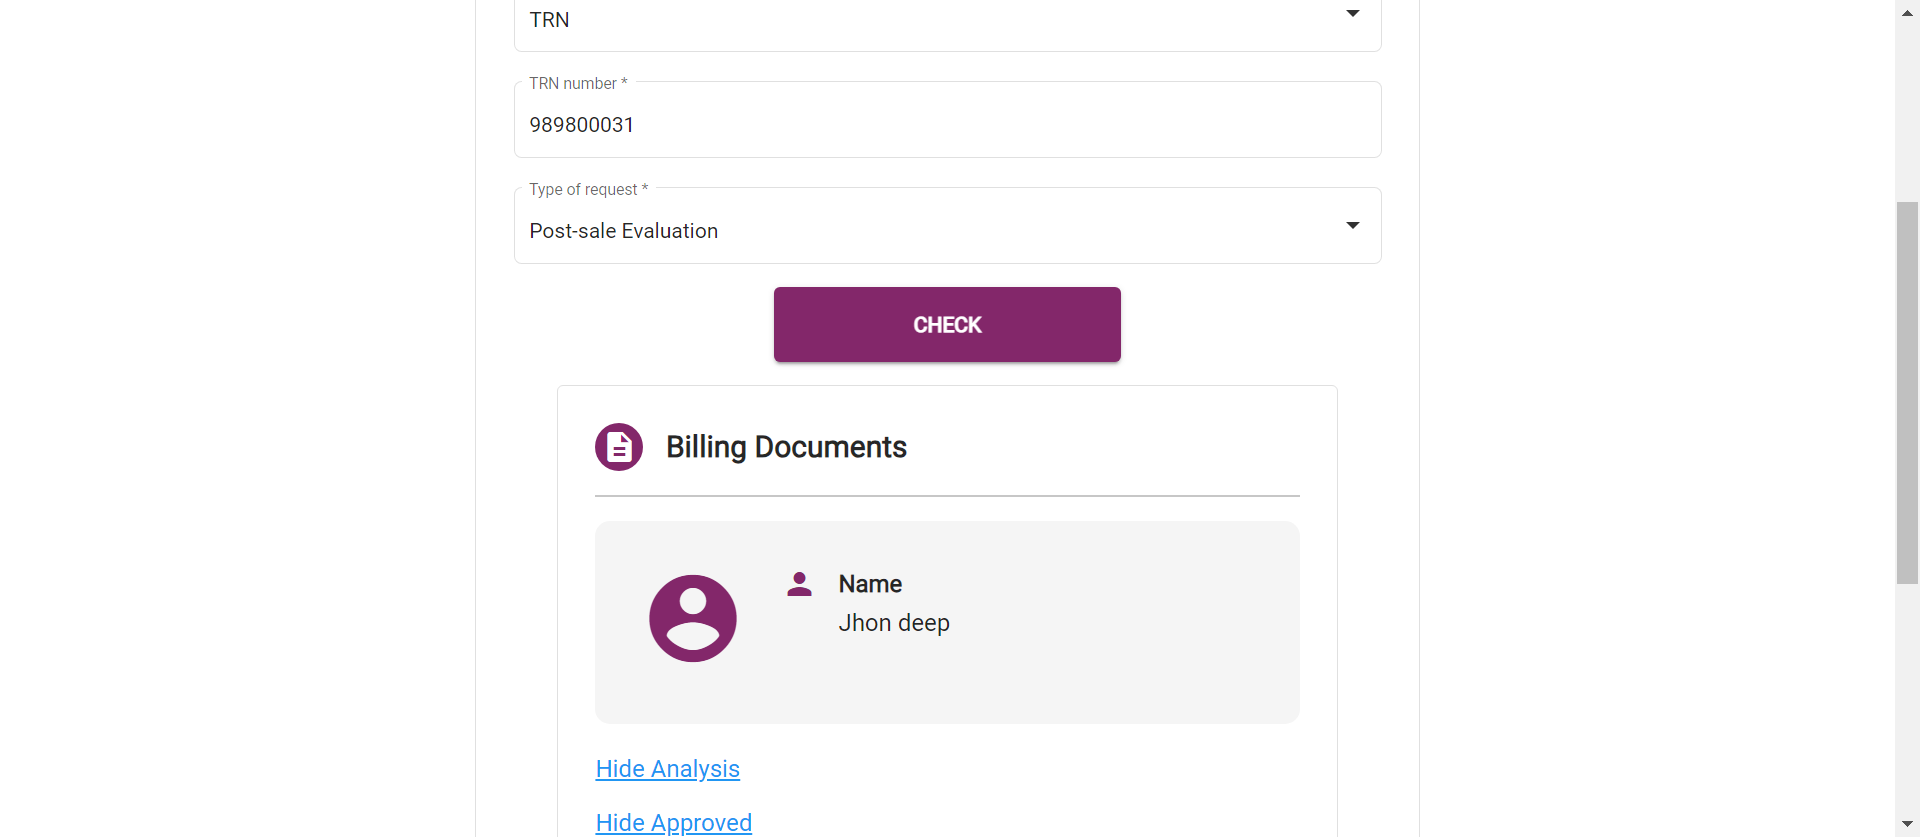 TRN
TRN number *
989800031
Type of request *
Post-sale Evaluation
CHECK
Billing Documents
Name
Jhon deep
Hide Analysis
Hide Approved